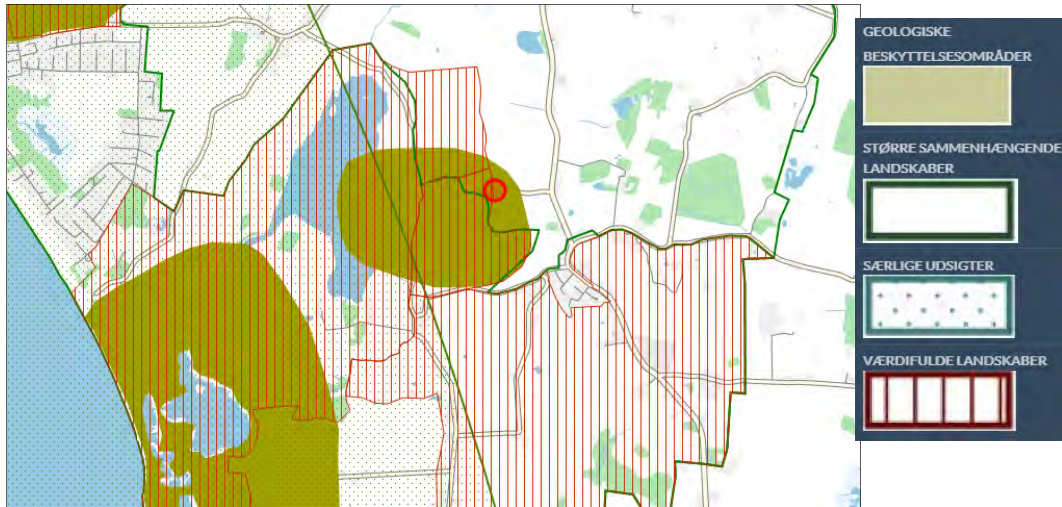 GEOLOGISKE
BESKYTTELSESOMRÅDER
STØRRE SAMMENHÆNGENDE
LANDSKABER
SÆRLIGE UDSIGTER
VÆRDIFULDE LANDSKABER